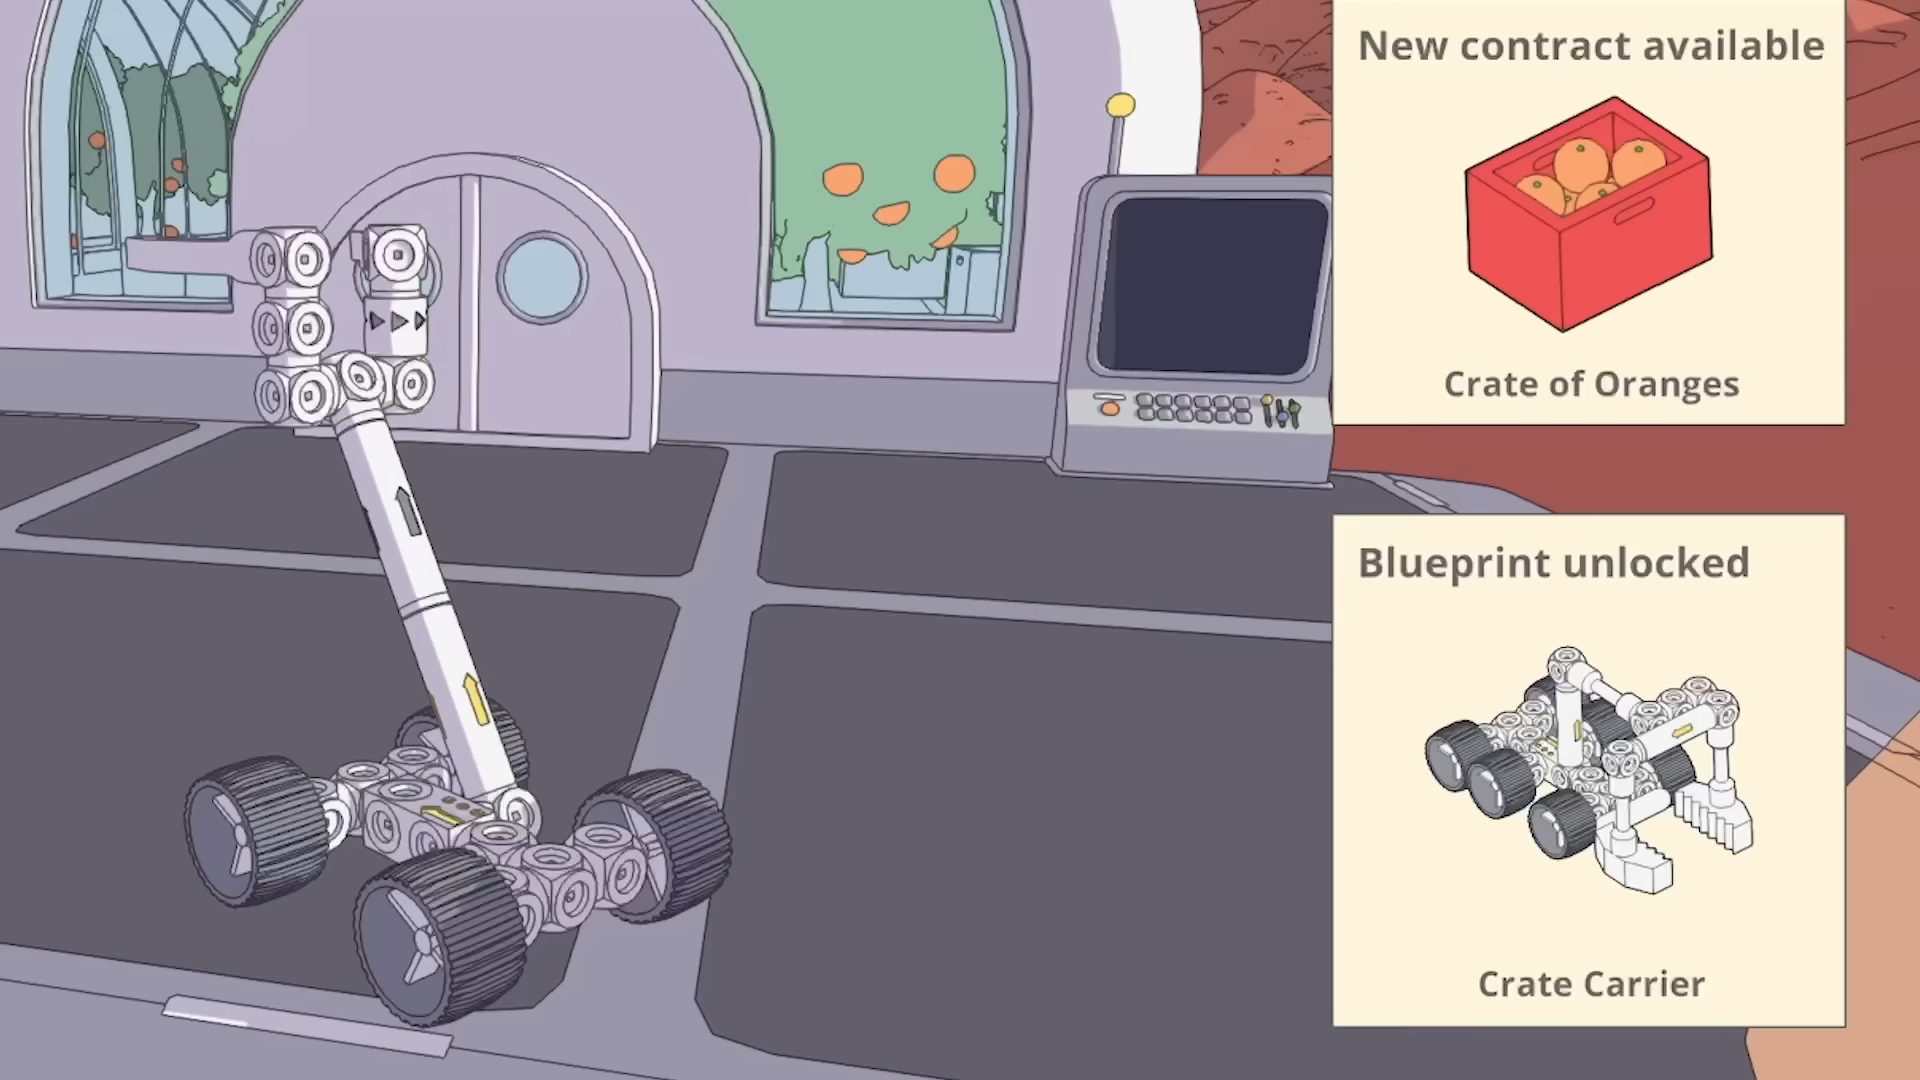 New contract available
Crate of Oranges
Blueprint unlocked
Crate Carrier